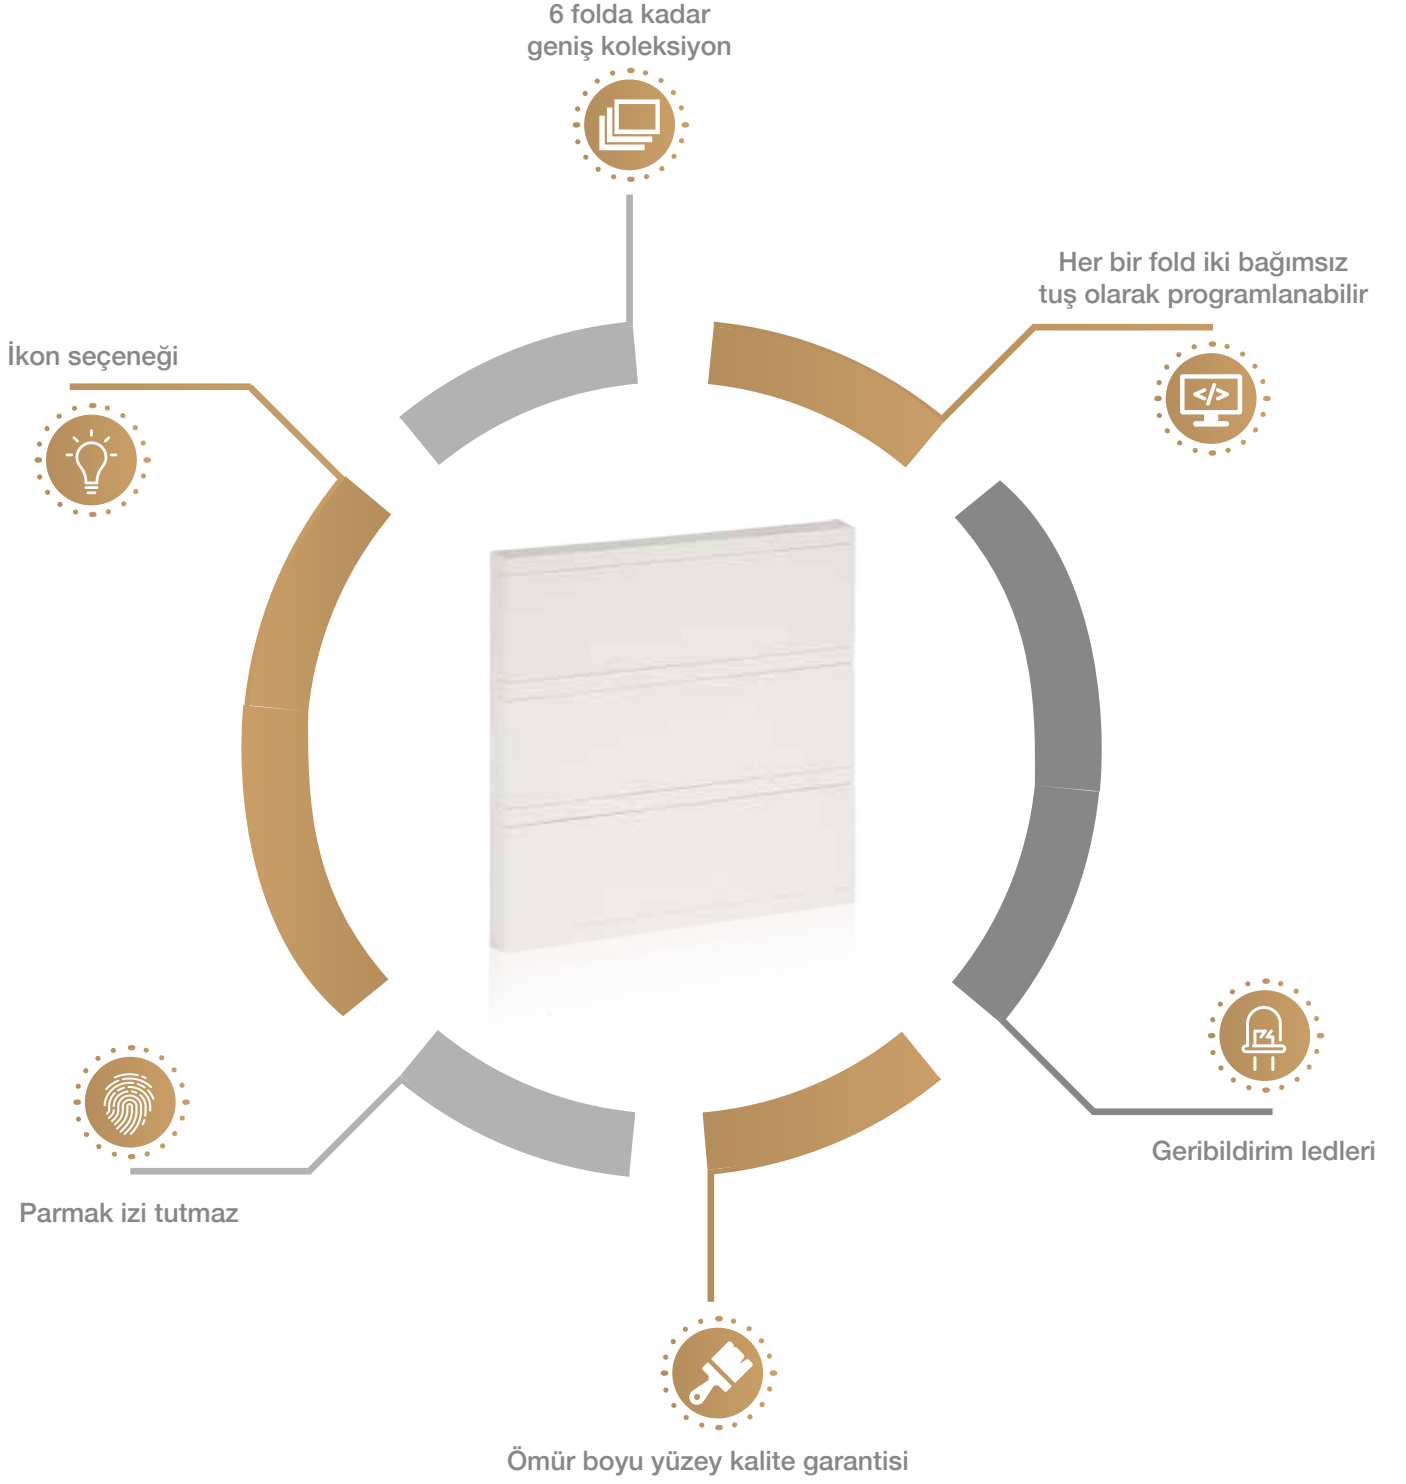 6 folda kadar
geniş koleksiyon
Her bir fold iki bağımsız
tuş olarak programlanabilir
İkon seçeneği
Geribildirim ledleri
Parmak izi tutmaz
Ömür boyu yüzey kalite garantisi